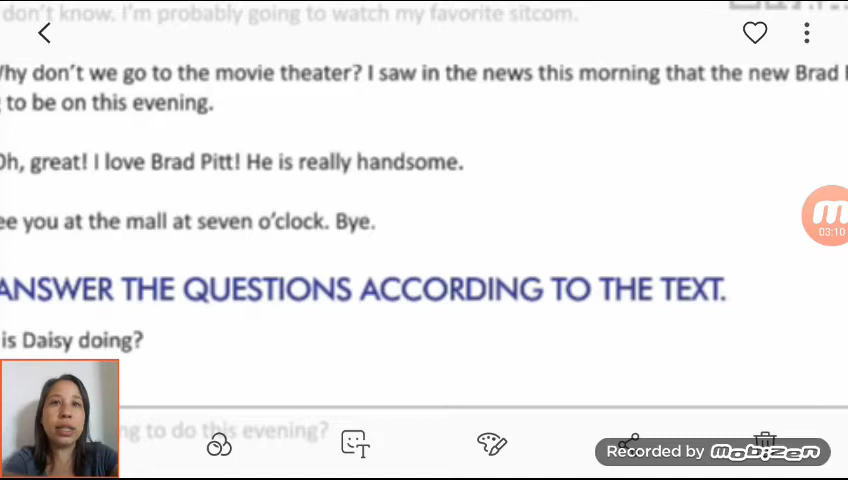 don't know. I'm probably going to watch my favorite sitcom.
hy don't we go to the movie theater? I saw in the news this morning that the new Brad
to be on this evening.
Oh, great! I love Brad Pitt! He is really handsome.
ee you at the mall at seven o'clock. Bye.
ANSWER THE QUESTIONS ACCORDING TO THE TEXT.
is Daisy doing?
ng to do this evening?
03:10
Recorded by mobizen